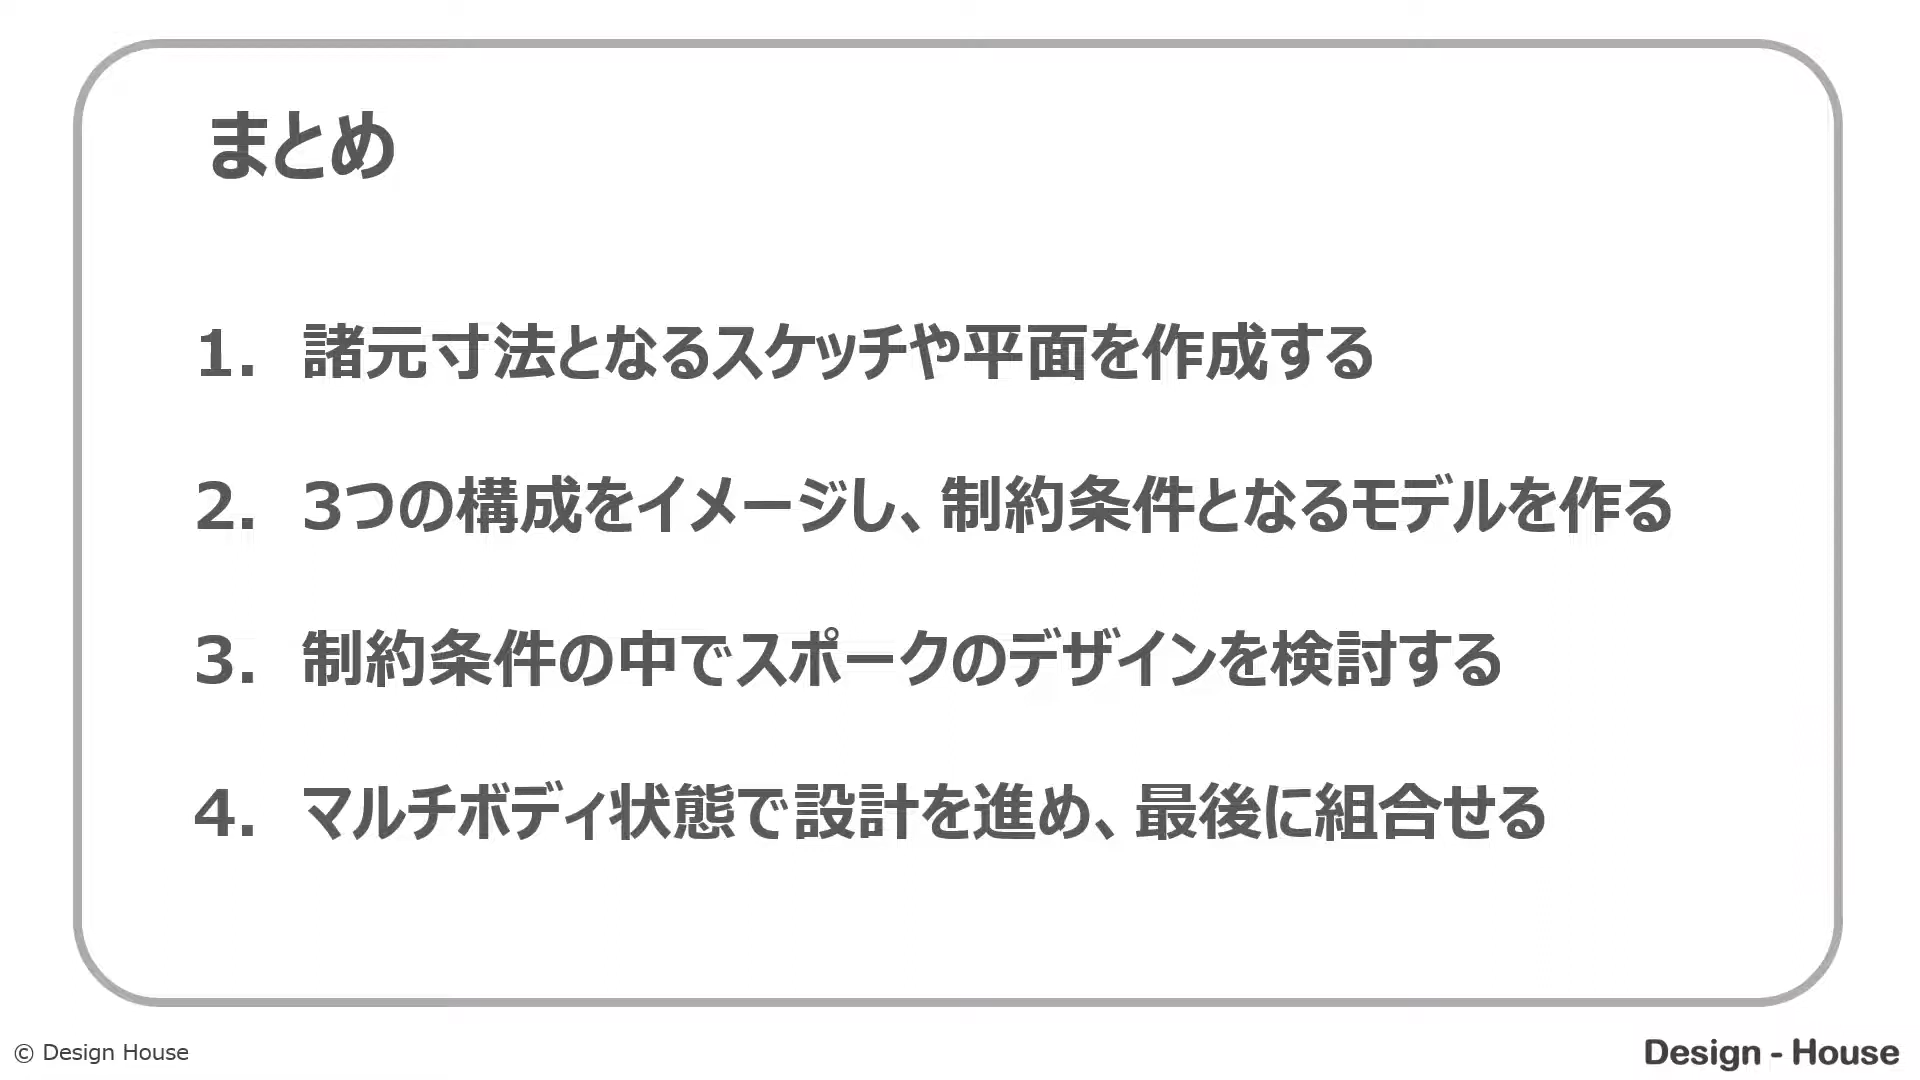 まとめ
1. 諸元寸法となるスケッチや平面を作成する
2. 3つの構成をイメージし、制約条件となるモデルを作る
3. 制約条件の中でスポークのデザインを検討する
4. マルチボディ状態で設計を進め、最後に組合せる
© Design House
Design - House